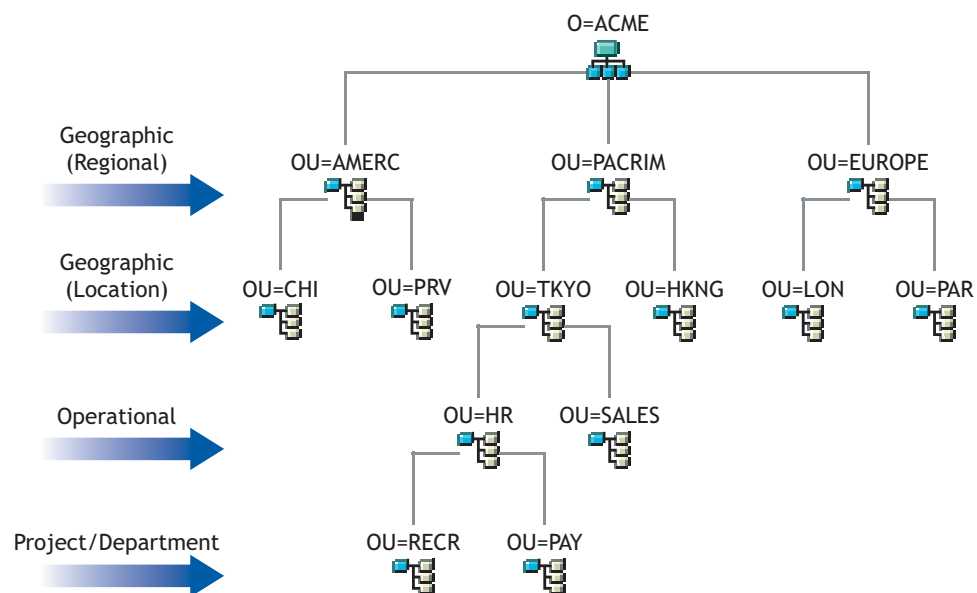 O=ACME
Geographic
(Regional)
OU=AMERC
OU=PACRIM
OU=EUROPE
Geographic
(Location)
OU=CHI
OU=PRV
OU=TKYO
OU=HKNG
OU=LON
OU=PAR
Operational
OU=HR
OU=SALES
Project/Department
OU=RECR
OU=PAY